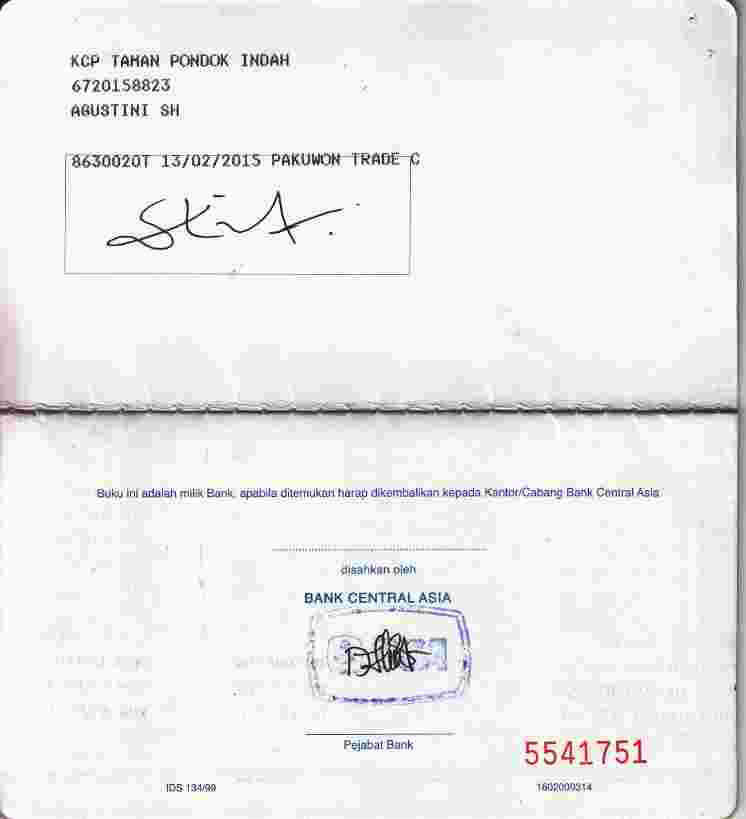 KCP TAMAN PONDOK INDAH
6720158823
AGUSTINI SH
8630020T 13/02/2015 PAKUWON TRADE C
Buku ini adalah milik Bank, apabila ditemukan harap dikembalikan kepada Kantor/Cabang Bank Central Asia
disahkan oleh
BANK CENTRAL ASIA
Pejabat Bank
5541751
IDS 134/99
1602000314